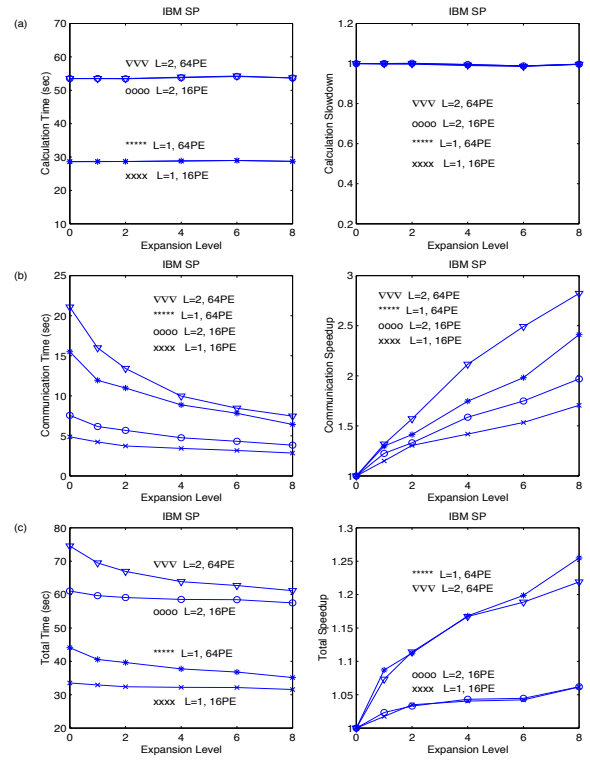 IBM SP
(a)
70
60
50
40
30
20
10
Calculation Time (sec)
∇∇∇ L=2, 64PE
oooo L=2, 16PE
***** L=1, 64PE
xxxx L=1, 16PE
0 2 4 6 8
Expansion Level
IBM SP
1.2
1
0.8
0.6
0.4
0.2
Calculation Slowdown
∇∇∇ L=2, 64PE
oooo L=2, 16PE
***** L=1, 64PE
xxxx L=1, 16PE
0 2 4 6 8
Expansion Level
IBM SP
(b)
25
20
15
10
5
0
Communication Time (sec)
∇∇∇ L=2, 64PE
***** L=1, 64PE
oooo L=2, 16PE
xxxx L=1, 16PE
0 2 4 6 8
Expansion Level
IBM SP
3
2.5
2
1.5
1
Communication Speedup
∇∇∇ L=2, 64PE
***** L=1, 64PE
oooo L=2, 16PE
xxxx L=1, 16PE
0 2 4 6 8
Expansion Level
IBM SP
(c)
80
70
60
50
40
30
20
Total Time (sec)
∇∇∇ L=2, 64PE
oooo L=2, 16PE
***** L=1, 64PE
xxxx L=1, 16PE
0 2 4 6 8
Expansion Level
IBM SP
1.3
1.25
1.2
1.15
1.1
1.05
1
Total Speedup
***** L=1, 64PE
∇∇∇ L=2, 64PE
oooo L=2, 16PE
xxxx L=1, 16PE
0 2 4 6 8
Expansion Level